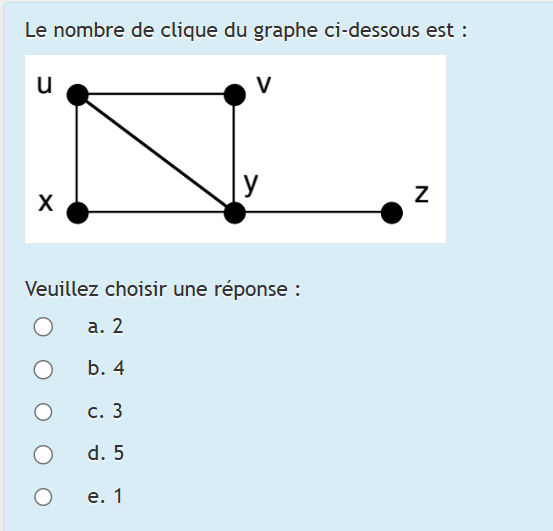 Le nombre de clique du graphe ci-dessous est :
u
v
y
x
z
Veuillez choisir une réponse :
a. 2
b. 4
c. 3
d. 5
e. 1